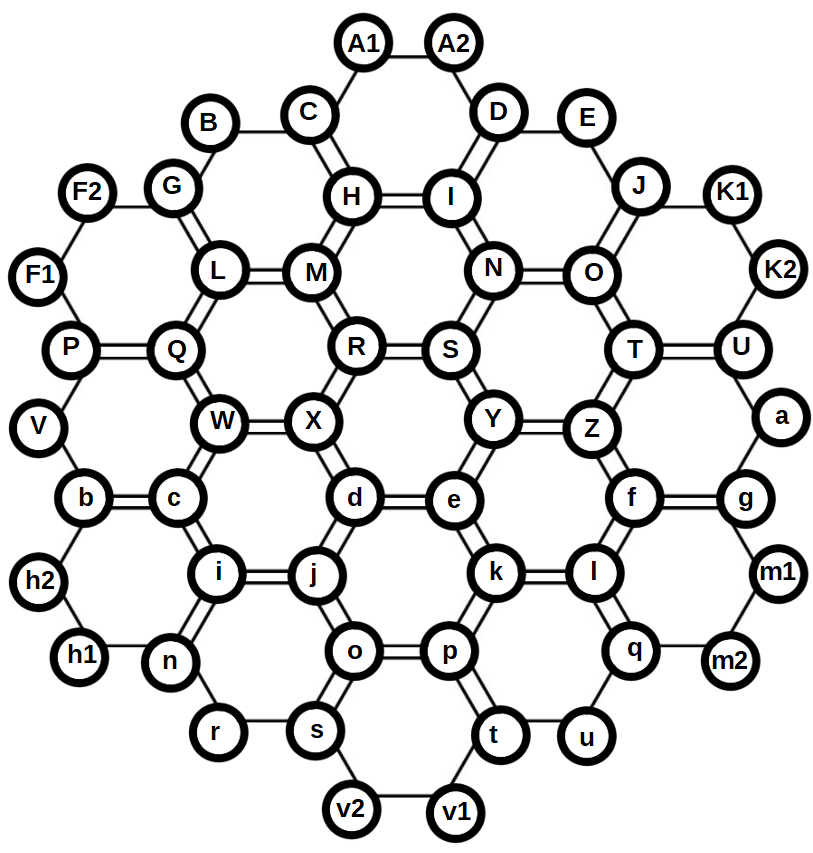 A1 A2
B C D E
F2 G H I J K1
F1 L M N O K2
P Q R S T U
V W X Y Z a
b c d e f g
h2 i j k l m1
h1 n o p q m2
r s t u
v2 v1